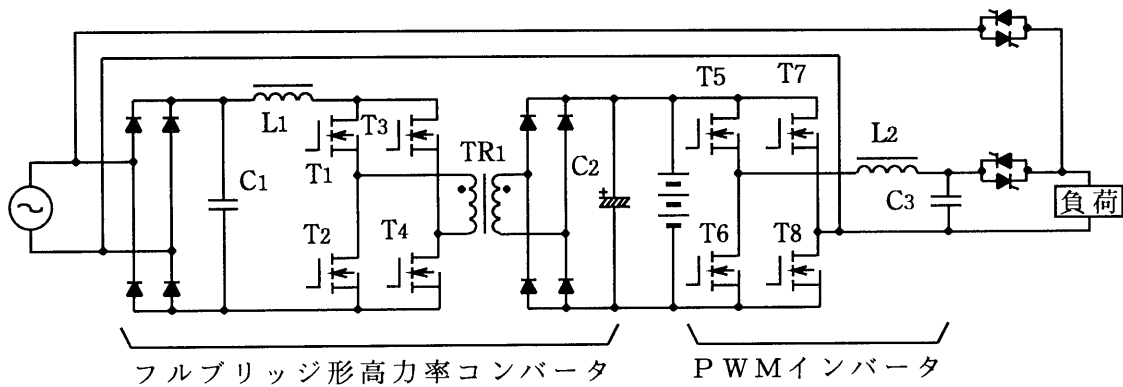 T5
T7
L1
T3
T1
C1
TR1
C2
L2
C3
負荷
T2
T4
T6
T8
+
フルブリッジ形高力率コンバータ
PWMインバータ